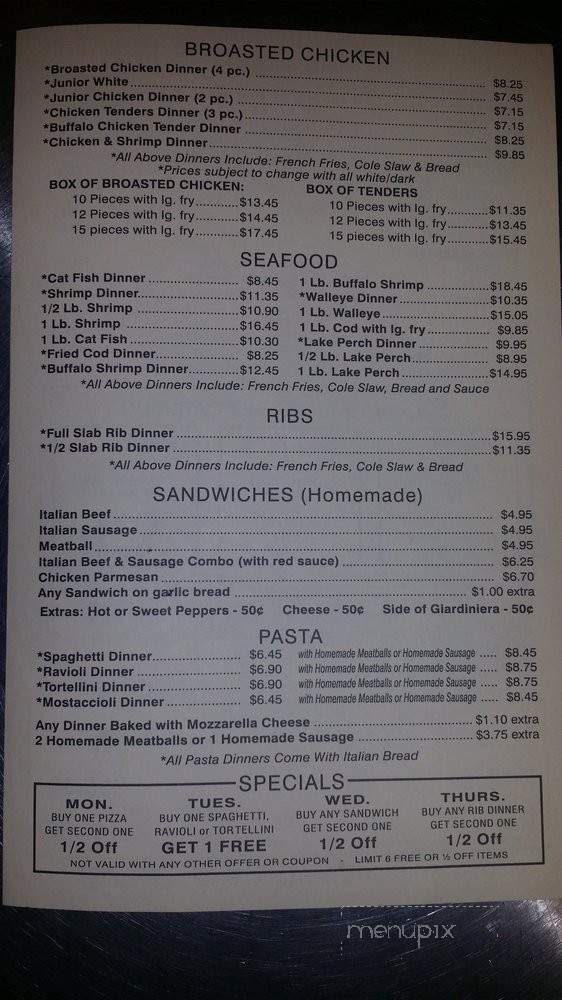 BROASTED CHICKEN
*Broasted Chicken Dinner (4 pc.) $8.25
*Junior White $7.45
*Junior Chicken Dinner (2 pc.) $7.15
*Chicken Tenders Dinner (3 pc.) $7.15
*Buffalo Chicken Tender Dinner $8.25
*Chicken & Shrimp Dinner $9.85
*All Above Dinners Include: French Fries, Cole Slaw & Bread
*Prices subject to change with all white/dark
BOX OF BROASTED CHICKEN:
10 Pieces with lg. fry $13.45
12 Pieces with lg. fry $14.45
15 pieces with lg. fry $17.45
BOX OF TENDERS
10 Pieces with lg. fry $11.35
12 Pieces with lg. fry $13.45
15 pieces with lg. fry $15.45
SEAFOOD
*Cat Fish Dinner $8.45
*Shrimp Dinner $11.35
1/2 Lb. Shrimp $10.90
1 Lb. Shrimp $16.45
1 Lb. Cat Fish $10.30
*Fried Cod Dinner $8.25
*Buffalo Shrimp Dinner $12.45
1 Lb. Buffalo Shrimp $18.45
*Walleye Dinner $10.35
1 Lb. Walleye $15.05
1 Lb. Cod with lg. fry $9.85
*Lake Perch Dinner $9.95
1/2 Lb. Lake Perch $8.95
1 Lb. Lake Perch $14.95
*All Above Dinners Include: French Fries, Cole Slaw, Bread and Sauce
RIBS
*Full Slab Rib Dinner $15.95
*1/2 Slab Rib Dinner $11.35
*All Above Dinners Include: French Fries, Cole Slaw & Bread
SANDWICHES (Homemade)
Italian Beef $4.95
Italian Sausage $4.95
Meatball $4.95
Italian Beef & Sausage Combo (with red sauce) $6.25
Chicken Parmesan $6.70
Any Sandwich on garlic bread $1.00 extra
Extras: Hot or Sweet Peppers - 50¢ Cheese - 50¢ Side of Giardiniera - 50¢
PASTA
*Spaghetti Dinner $6.45 with Homemade Meatballs or Homemade Sausage $8.45
*Ravioli Dinner $6.90 with Homemade Meatballs or Homemade Sausage $8.75
*Tortellini Dinner $6.90 with Homemade Meatballs or Homemade Sausage $8.75
*Mostaccioli Dinner $6.45 with Homemade Meatballs or Homemade Sausage $8.45
Any Dinner Baked with Mozzarella Cheese $1.10 extra
2 Homemade Meatballs or 1 Homemade Sausage $3.75 extra
*All Pasta Dinners Come With Italian Bread
SPECIALS
MON.
BUY ONE PIZZA
GET SECOND ONE
1/2 Off
TUES.
BUY ONE SPAGHETTI,
RAVIOLI or TORTELLINI
GET 1 FREE
WED.
BUY ANY SANDWICH
GET SECOND ONE
1/2 Off
THURS.
BUY ANY RIB DINNER
GET SECOND ONE
1/2 Off
NOT VALID WITH ANY OTHER OFFER OR COUPON - LIMIT 6 FREE OR ½ OFF ITEMS
menupix